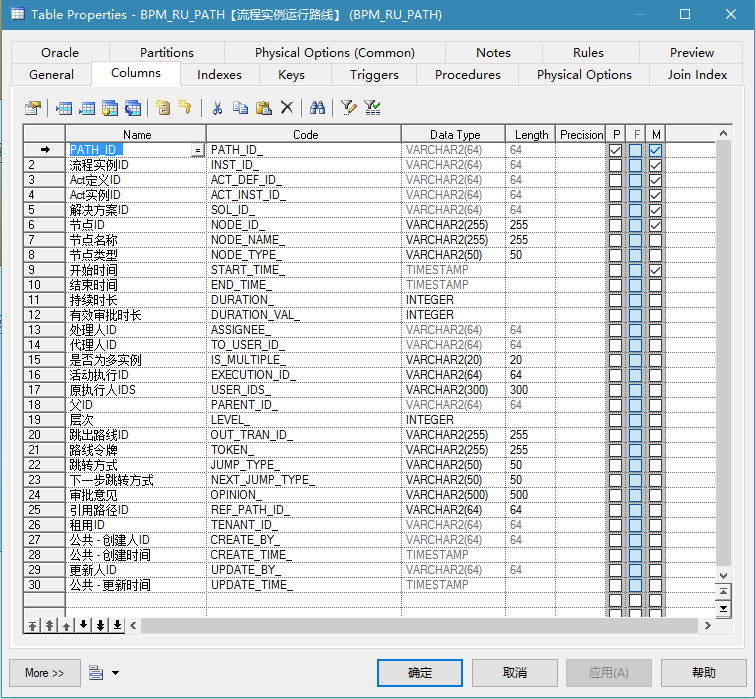 Table Properties - BPM_RU_PATH【流程实例运行路线】 (BPM_RU_PATH)
Oracle Partitions Physical Options (Common) Notes Rules Preview
General Columns Indexes Keys Triggers Procedures Physical Options Join Index
Name Code Data Type Length Precision P F M
PATH_ID_ = PATH_ID_ VARCHAR2(64) 64
2 流程实例ID INST_ID_ VARCHAR2(64) 64
3 Act定义ID ACT_DEF_ID_ VARCHAR2(64) 64
4 Act实例ID ACT_INST_ID_ VARCHAR2(64) 64
5 解决方案ID SOL_ID_ VARCHAR2(64) 64
6 节点ID NODE_ID_ VARCHAR2(255) 255
7 节点名称 NODE_NAME_ VARCHAR2(255) 255
8 节点类型 NODE_TYPE_ VARCHAR2(50) 50
9 开始时间 START_TIME_ TIMESTAMP
10 结束时间 END_TIME_ TIMESTAMP
11 持续时长 DURATION_ INTEGER
12 有效审批时长 DURATION_VAL_ INTEGER
13 处理人ID ASSIGNEE_ VARCHAR2(64) 64
14 代理人ID TO_USER_ID_ VARCHAR2(64) 64
15 是否为多实例 IS_MULTIPLE_ VARCHAR2(20) 20
16 活动执行ID EXECUTION_ID_ VARCHAR2(64) 64
17 原执行人IDS USER_IDS_ VARCHAR2(300) 300
18 父ID PARENT_ID_ VARCHAR2(64) 64
19 层次 LEVEL_ INTEGER
20 跳出路线ID OUT_TRAN_ID_ VARCHAR2(255) 255
21 路线令牌 TOKEN_ VARCHAR2(255) 255
22 跳转方式 JUMP_TYPE_ VARCHAR2(50) 50
23 下一步跳转方式 NEXT_JUMP_TYPE_ VARCHAR2(50) 50
24 审批意见 OPINION_ VARCHAR2(500) 500
25 引用路径ID REF_PATH_ID_ VARCHAR2(64) 64
26 租用ID TENANT_ID_ VARCHAR2(64) 64
27 公共 - 创建人ID CREATE_BY_ VARCHAR2(64) 64
28 公共 - 创建时间 CREATE_TIME_ TIMESTAMP
29 更新人ID UPDATE_BY_ VARCHAR2(64) 64
30 公共 - 更新时间 UPDATE_TIME_ TIMESTAMP
More >> 确定 取消 应用(A) 帮助